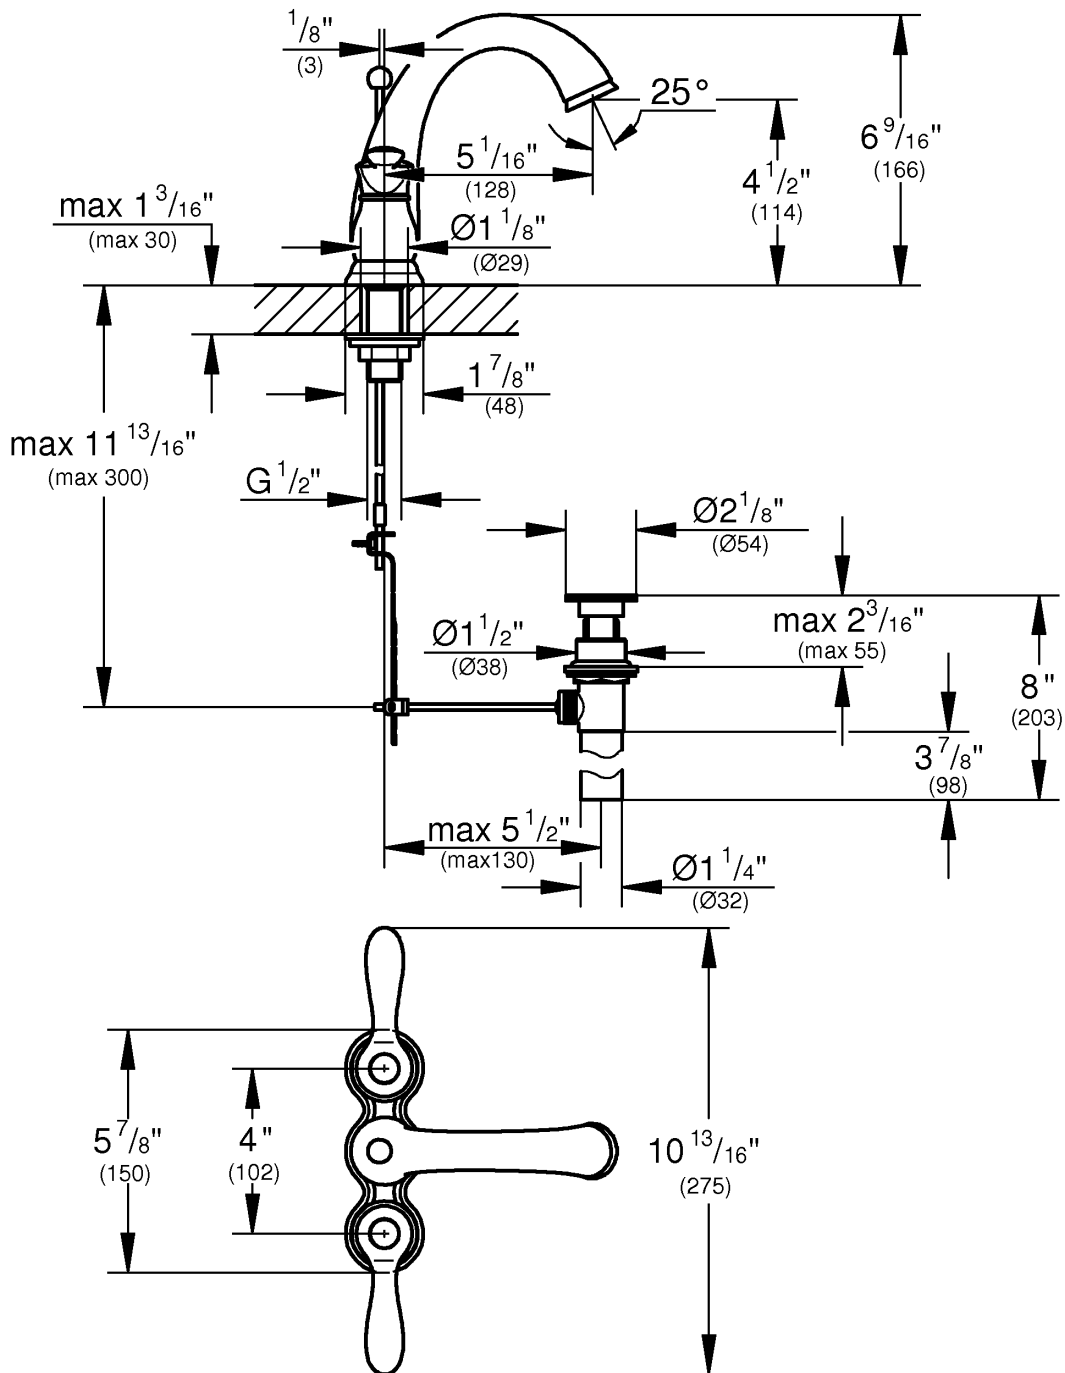 1/8"
(3)
25°
6 9/16"
(166)
5 1/16"
(128)
4 1/2"
(114)
max 1 3/16"
(max 30)
Ø1 1/8"
(Ø29)
1 7/8"
(48)
max 11 13/16"
(max 300)
G 1/2"
Ø2 1/8"
(Ø54)
max 2 3/16"
(max 55)
Ø1 1/2"
(Ø38)
8"
(203)
3 7/8"
(98)
max 5 1/2"
(max130)
Ø1 1/4"
(Ø32)
5 7/8"
(150)
4"
(102)
10 13/16"
(275)